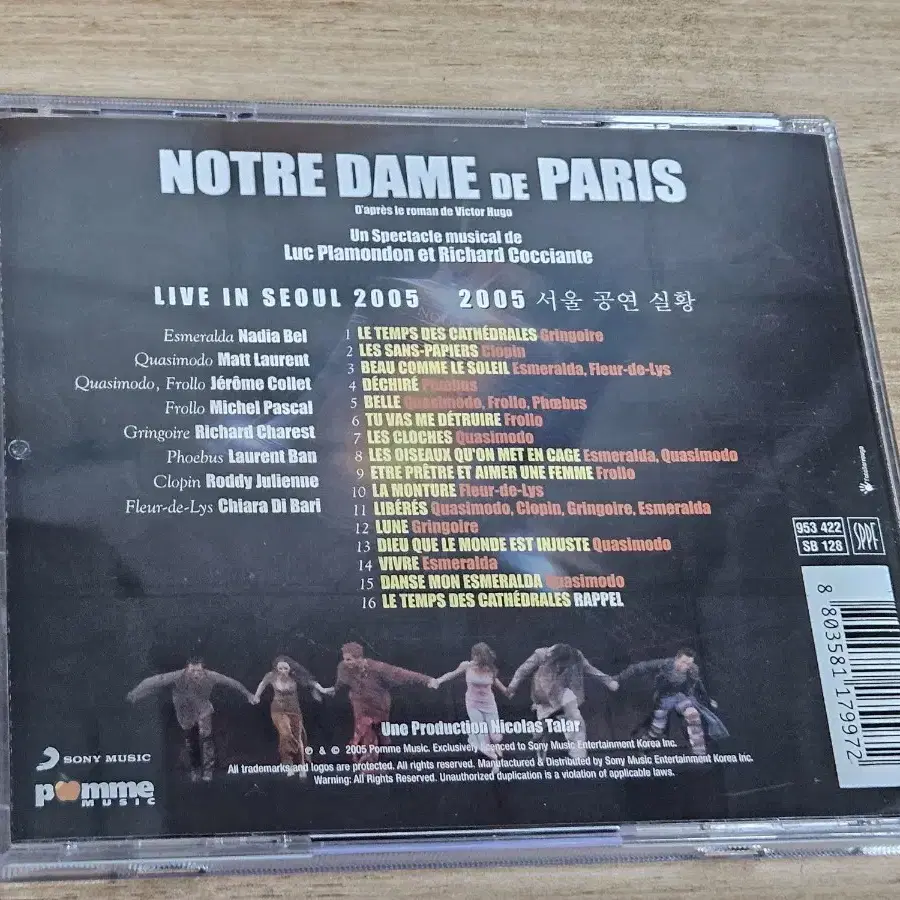 NOTRE DAME DE PARIS
D'après le roman de Victor Hugo
Un Spectacle musical de
Luc Plamondon et Richard Cocciante
LIVE IN SEOUL 2005 2005 서울 공연 실황
Esmeralda Nadia Bel
Quasimodo Matt Laurent
Quasimodo, Frollo Jérôme Collet
Frollo Michel Pascal
Gringoire Richard Charest
Phoebus Laurent Ban
Clopin Roddy Julienne
Fleur-de-Lys Chiara Di Bari
1 LE TEMPS DES CATHÉDRALES Gringoire
2 LES SANS-PAPIERS Clopin
3 BEAU COMME LE SOLEIL Esmeralda, Fleur-de-Lys
4 DÉCHIRÉ Phœbus
5 BELLE Quasimodo, Frollo, Phœbus
6 TU VAS ME DÉTRUIRE Frollo
7 LES CLOCHES Quasimodo
8 LES OISEAUX QU'ON MET EN CAGE Esmeralda, Quasimodo
9 ETRE PRÊTRE ET AIMER UNE FEMME Frollo
10 LA MONTURE Fleur-de-Lys
11 LIBÉRÉS Quasimodo, Clopin, Gringoire, Esmeralda
12 LUNE Gringoire
13 DIEU QUE LE MONDE EST INJUSTE Quasimodo
14 VIVRE Esmeralda
15 DANSE MON ESMERALDA Quasimodo
16 LE TEMPS DES CATHÉDRALES RAPPEL
953 422
SB 128
SPPF
8 803581 179972
Une Production Nicolas Talar
℗ & © 2005 Pomme Music. Exclusively licenced to Sony Music Entertainment Korea Inc.
All trademarks and logos are protected. All rights reserved. Manufactured & Distributed by Sony Music Entertainment Korea Inc.
Warning: All Rights Reserved. Unauthorized duplication is a violation of applicable laws.
SONY MUSIC
pomme
MUSIC